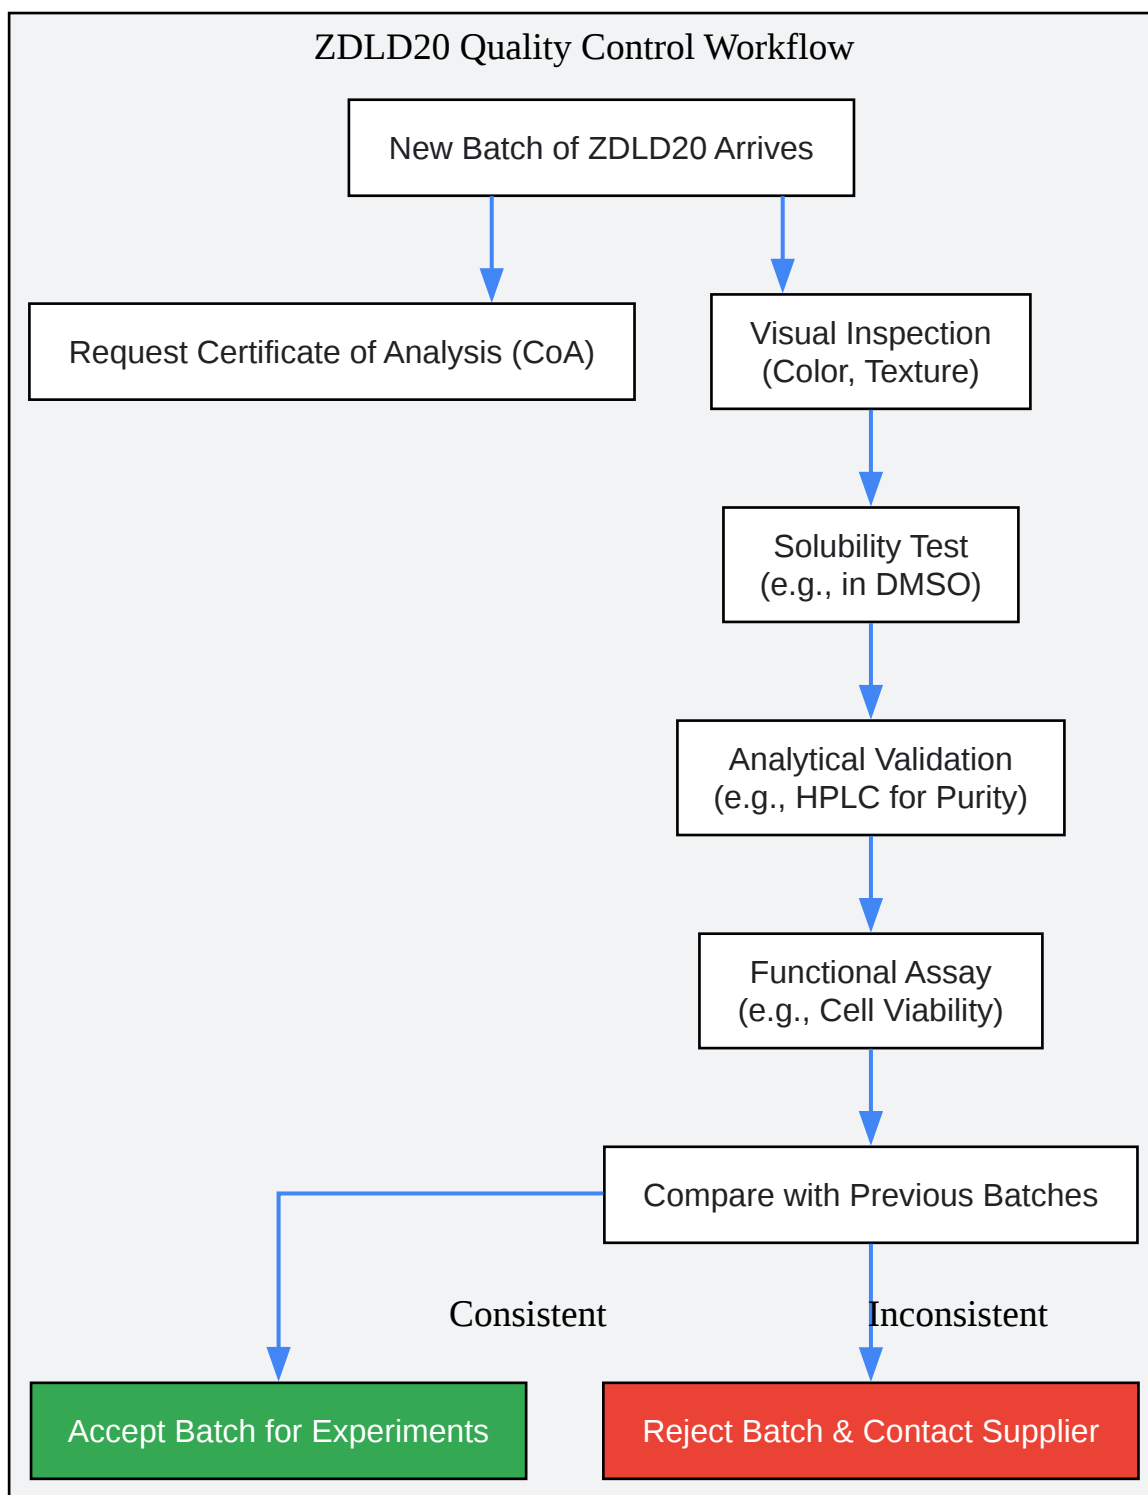 ZDLD20 Quality Control Workflow
New Batch of ZDLD20 Arrives
Request Certificate of Analysis (CoA)
Visual Inspection
(Color, Texture)
Solubility Test
(e.g., in DMSO)
Analytical Validation
(e.g., HPLC for Purity)
Functional Assay
(e.g., Cell Viability)
Compare with Previous Batches
Consistent
Inconsistent
Accept Batch for Experiments
Reject Batch & Contact Supplier